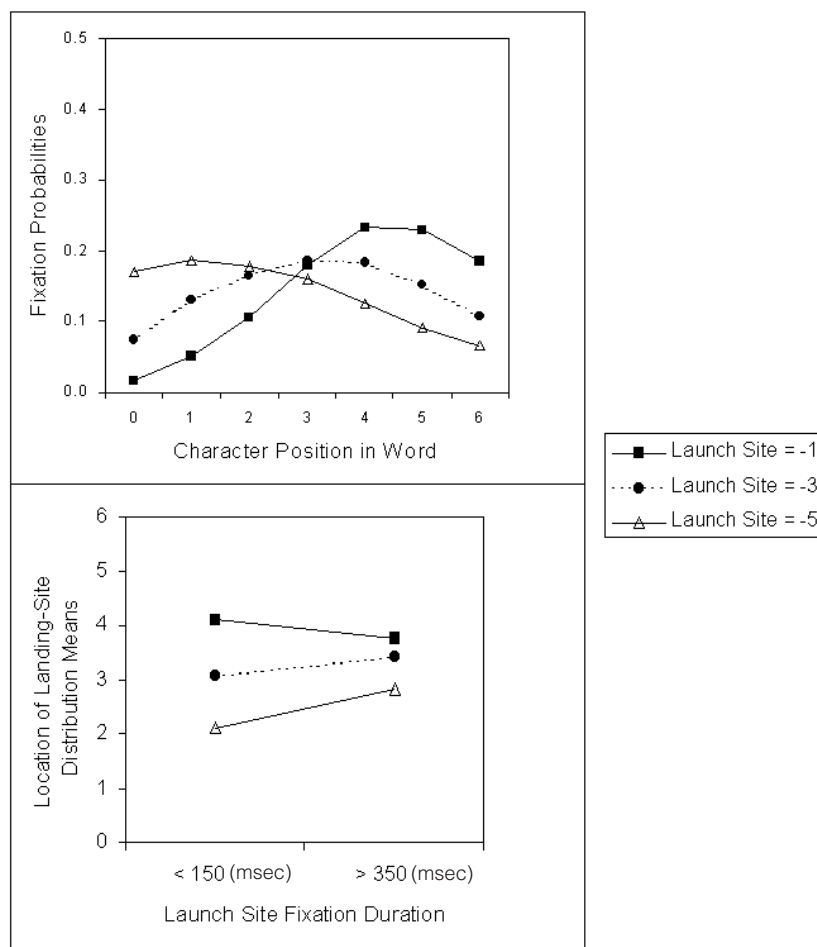 0.5
0.4
0.3
0.2
0.1
0.0
Fixation Probabilities
0 1 2 3 4 5 6
Character Position in Word
Launch Site = -1
Launch Site = -3
Launch Site = -5
6
5
4
3
2
1
0
Location of Landing-Site
Distribution Means
< 150 (msec) > 350 (msec)
Launch Site Fixation Duration